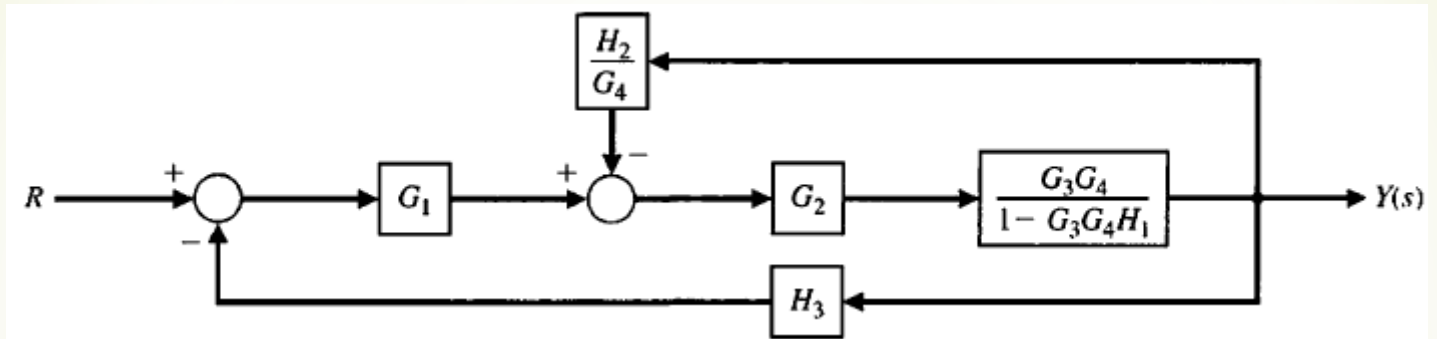 H₂
G₄
R
+
−
G₁
+
−
G₂
G₃G₄
1 − G₃G₄H₁
Y(s)
H₃